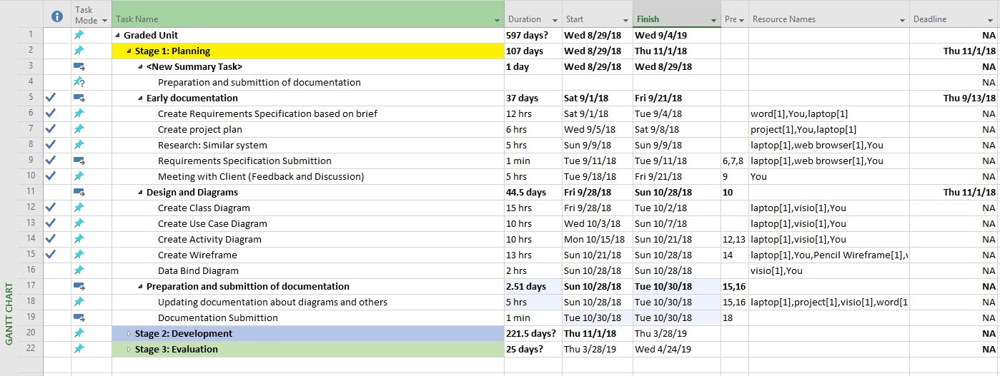 Task Mode Task Name Duration Start Finish Pre Resource Names Deadline
1 Graded Unit 597 days? Wed 8/29/18 Wed 9/4/19 NA
2 Stage 1: Planning 107 days Wed 8/29/18 Thu 11/1/18 Thu 11/1/18
3 <New Summary Task> 1 day Wed 8/29/18 Wed 8/29/18 NA
4 Preparation and submittion of documentation NA
5 Early documentation 37 days Sat 9/1/18 Fri 9/21/18 Thu 9/13/18
6 Create Requirements Specification based on brief 12 hrs Sat 9/1/18 Tue 9/4/18 word[1],You,laptop[1] NA
7 Create project plan 6 hrs Wed 9/5/18 Sat 9/8/18 project[1],You,laptop[1] NA
8 Research: Similar system 5 hrs Sun 9/9/18 Sun 9/9/18 laptop[1],web browser[1],You NA
9 Requirements Specification Submittion 1 min Tue 9/11/18 Tue 9/11/18 6,7,8 laptop[1],web browser[1],You NA
10 Meeting with Client (Feedback and Discussion) 5 hrs Tue 9/18/18 Fri 9/21/18 9 You NA
11 Design and Diagrams 44.5 days Fri 9/28/18 Sun 10/28/18 10 Thu 11/1/18
12 Create Class Diagram 15 hrs Fri 9/28/18 Tue 10/2/18 laptop[1],visio[1],You NA
13 Create Use Case Diagram 10 hrs Wed 10/3/18 Sun 10/7/18 laptop[1],visio[1],You NA
14 Create Activity Diagram 10 hrs Mon 10/15/18 Sun 10/21/18 12,13 laptop[1],visio[1],You NA
15 Create Wireframe 13 hrs Sun 10/21/18 Sun 10/28/18 14 laptop[1],You,Pencil Wireframe[1], NA
16 Data Bind Diagram 2 hrs Sun 10/28/18 Sun 10/28/18 visio[1],You NA
17 Preparation and submittion of documentation 2.51 days Sun 10/28/18 Tue 10/30/18 15,16 NA
18 Updating documentation about diagrams and others 5 hrs Sun 10/28/18 Tue 10/30/18 15,16 laptop[1],project[1],visio[1],word[1 NA
19 Documentation Submittion 1 min Tue 10/30/18 Tue 10/30/18 18 NA
20 Stage 2: Development 221.5 days? Thu 11/1/18 Thu 3/28/19 NA
22 Stage 3: Evaluation 25 days? Thu 3/28/19 Wed 4/24/19 NA
GANTT CHART